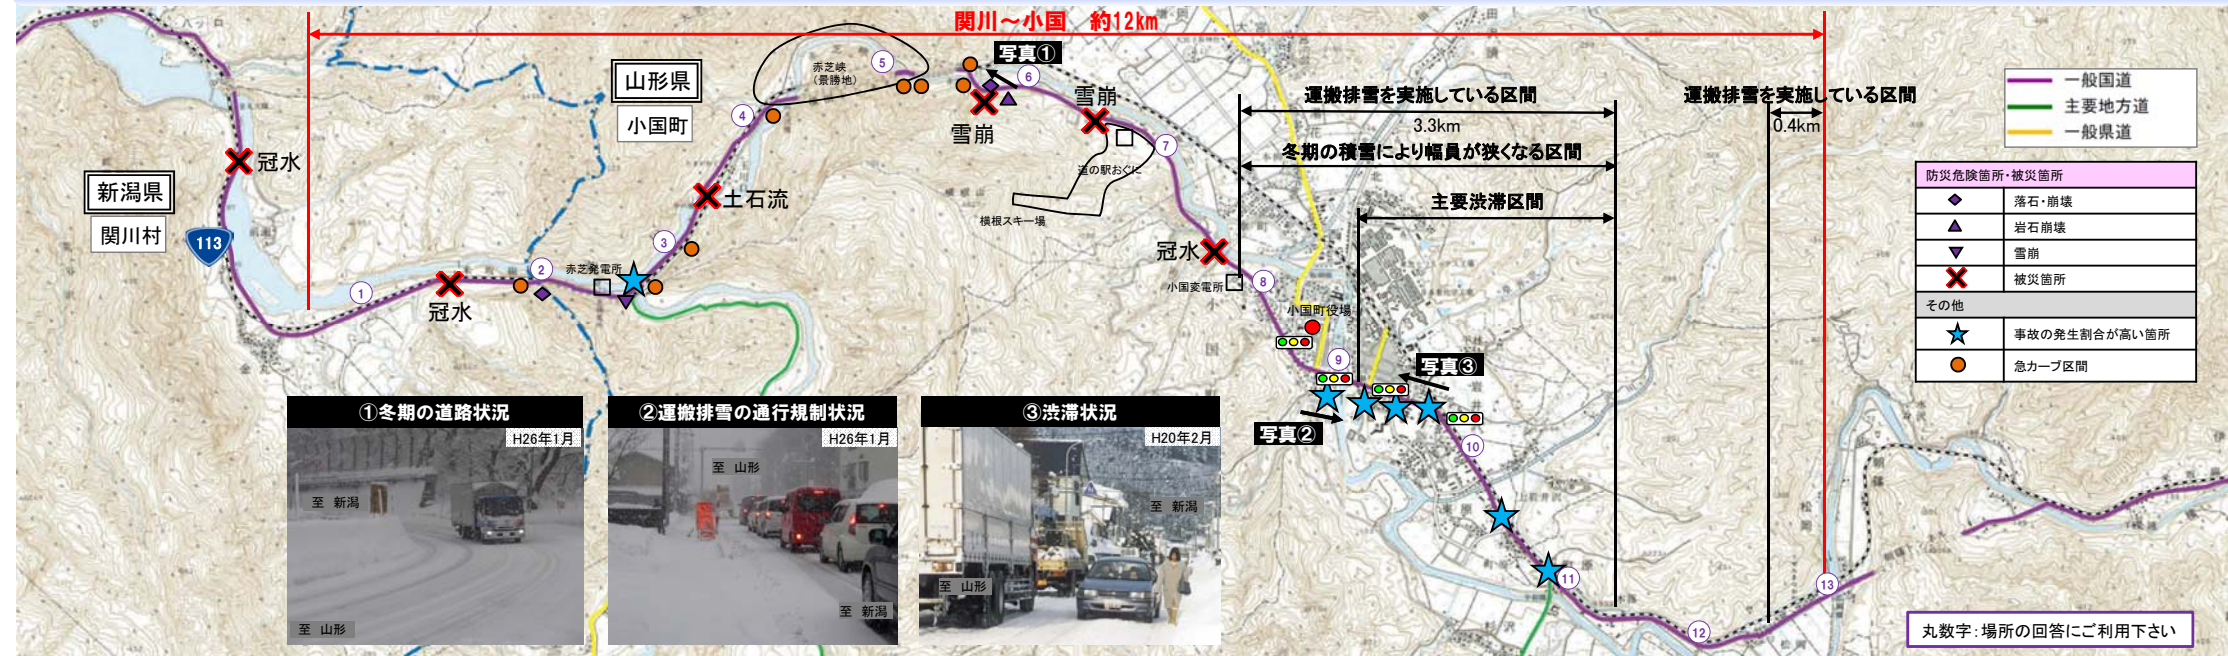 関川～小国 約12km
写真①
山形県
小国町
赤芝峡
（景勝地）
5
6
4
雪崩
雪崩
7
道の駅おぐに
横根スキー場
運搬排雪を実施している区間
3.3km
冬期の積雪により幅員が狭くなる区間
主要渋滞区間
運搬排雪を実施している区間
0.4km
一般国道
主要地方道
一般県道
防災危険箇所・被災箇所
落石・崩壊
岩石崩壊
雪崩
被災箇所
その他
事故の発生割合が高い箇所
急カーブ区間
冠水
新潟県
関川村
113
土石流
3
2
赤芝発電所
1
冠水
冠水
小国変電所
8
小国町役場
9
写真③
写真②
10
11
12
13
①冬期の道路状況
H26年1月
至 新潟
至 山形
②運搬排雪の通行規制状況
H26年1月
至 山形
至 新潟
③渋滞状況
H20年2月
至 新潟
至 山形
丸数字：場所の回答にご利用下さい